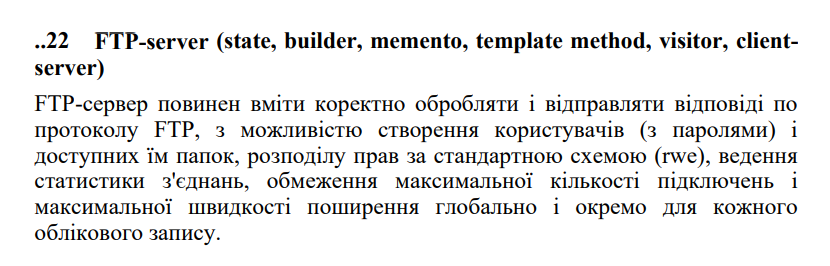 ..22 FTP-server (state, builder, memento, template method, visitor, client-
server)
FTP-сервер повинен вміти коректно обробляти і відправляти відповіді по
протоколу FTP, з можливістю створення користувачів (з паролями) і
доступних їм папок, розподілу прав за стандартною схемою (rwe), ведення
статистики з'єднань, обмеження максимальної кількості підключень і
максимальної швидкості поширення глобально і окремо для кожного
облікового запису.